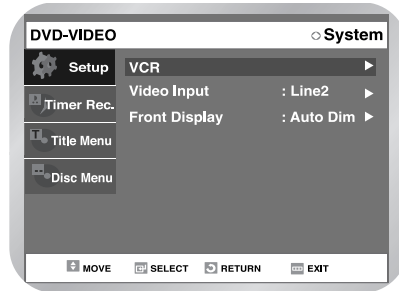 DVD-VIDEO System
Setup VCR
Video Input : Line2
Timer Rec. Front Display : Auto Dim
Title Menu
Disc Menu
MOVE SELECT RETURN EXIT